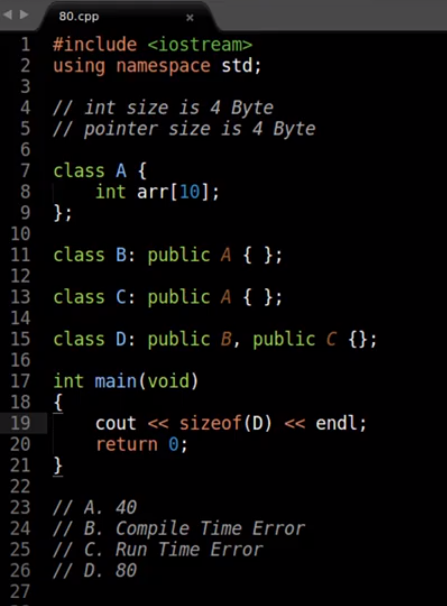 80.cpp ×
1 #include <iostream>
2 using namespace std;
3
4 // int size is 4 Byte
5 // pointer size is 4 Byte
6
7 class A {
8     int arr[10];
9 };
10
11 class B: public A { };
12
13 class C: public A { };
14
15 class D: public B, public C {};
16
17 int main(void)
18 {
19     cout << sizeof(D) << endl;
20     return 0;
21 }
22
23 // A. 40
24 // B. Compile Time Error
25 // C. Run Time Error
26 // D. 80
27